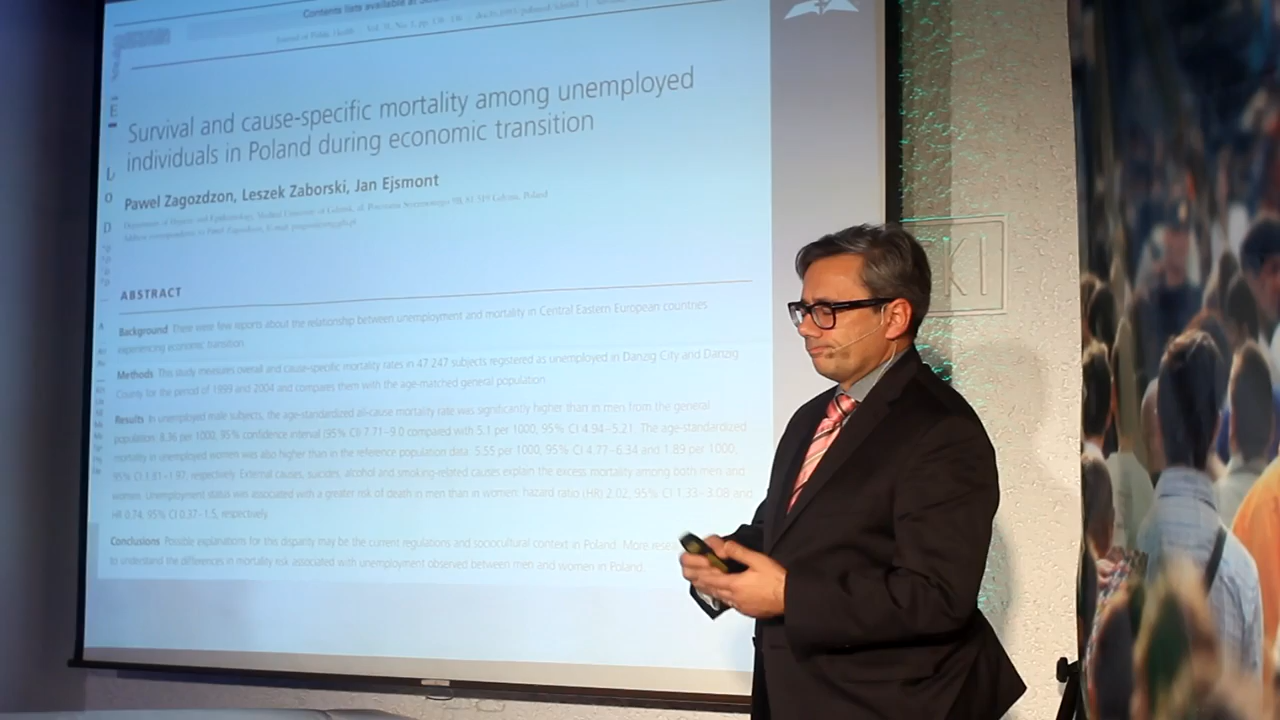 Contents lists available at
Survival and cause-specific mortality among unemployed
individuals in Poland during economic transition
Pawel Zagozdzon, Leszek Zaborski, Jan Ejsmont
ABSTRACT
Background There were few reports about the relationship between unemployment and mortality in Central Eastern European countries
experiencing economic transition.
Methods This study measures overall and cause-specific mortality rates in 47 247 subjects registered as unemployed in Danzig City and Danzig
County for the period of 1999 and 2004 and compares them with the age-matched general population.
Results In unemployed male subjects, the age-standardized all-cause mortality rate was significantly higher than in men from the general
population: 8.36 per 1000, 95% confidence interval (95% CI) 7.71–9.0 compared with 5.1 per 1000, 95% CI 4.94–5.21. The age-standardized
mortality in unemployed women was also higher than in the reference population data: 5.55 per 1000, 95% CI 4.77–6.34 and 1.89 per 1000,
95% CI 1.81–1.97, respectively. External causes, suicides, alcohol and smoking-related causes explain the excess mortality among both men and
women. Unemployment status was associated with a greater risk of death in men than in women: hazard ratio (HR) 2.02, 95% CI 1.33–3.08 and
HR 0.74, 95% CI 0.37–1.5, respectively.
Conclusions Possible explanations for this disparity may be the current regulations and sociocultural context in Poland. More
to understand the differences in mortality risk associated with unemployment observed between men and women in Poland.
KI